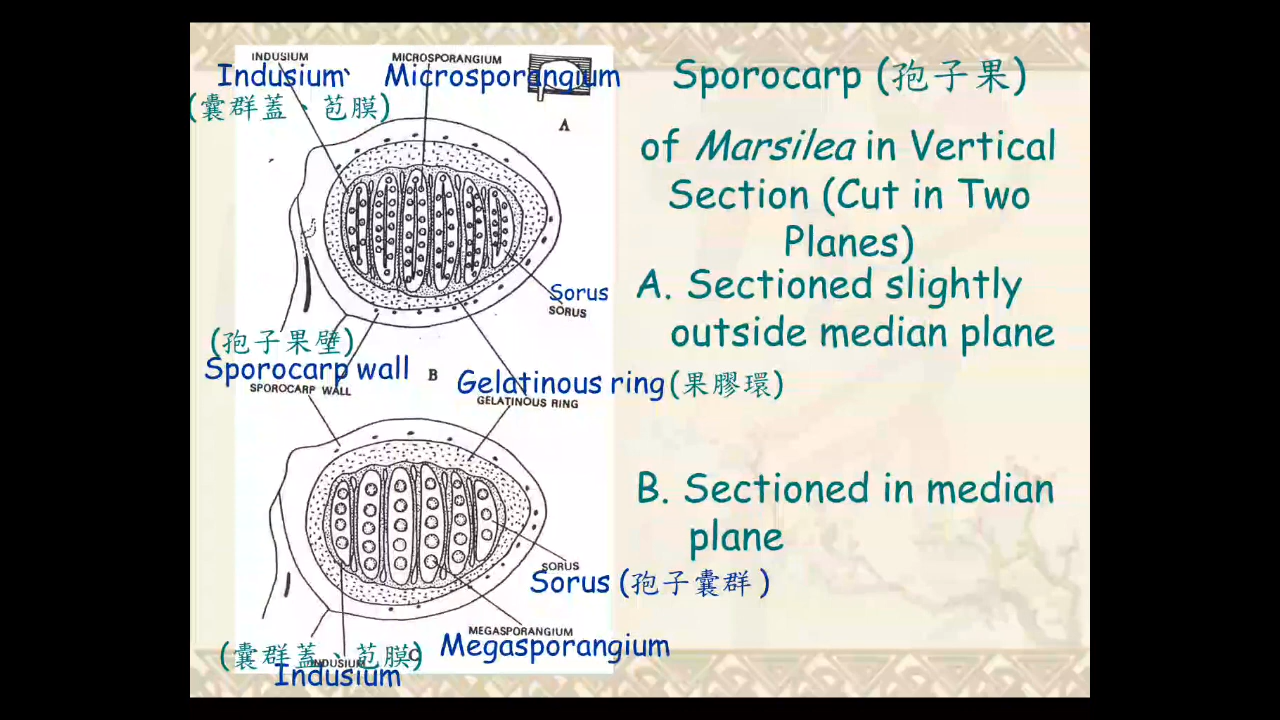 INDUSIUM
Indusium、
(囊群蓋、苞膜)
MICROSPORANGIUM
Microsporangium
A
Sporocarp (孢子果)
of Marsilea in Vertical
Section (Cut in Two
Planes)
A. Sectioned slightly
outside median plane
Sorus
SORUS
(孢子果壁)
Sporocarp wall
SPOROCARP WALL
B
Gelatinous ring (果膠環)
GELATINOUS RING
B. Sectioned in median
plane
SORUS
Sorus (孢子囊群)
MEGASPORANGIUM
Megasporangium
(囊群蓋、苞膜)
INDUSIUM
C
Indusium